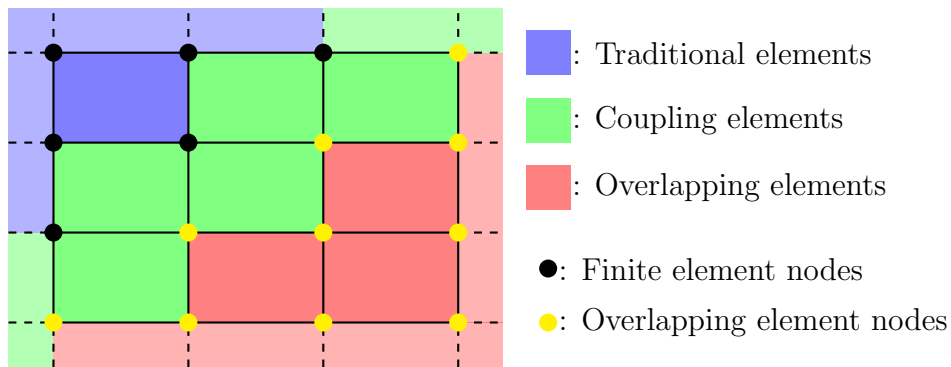 : Traditional elements
: Coupling elements
: Overlapping elements
: Finite element nodes
: Overlapping element nodes